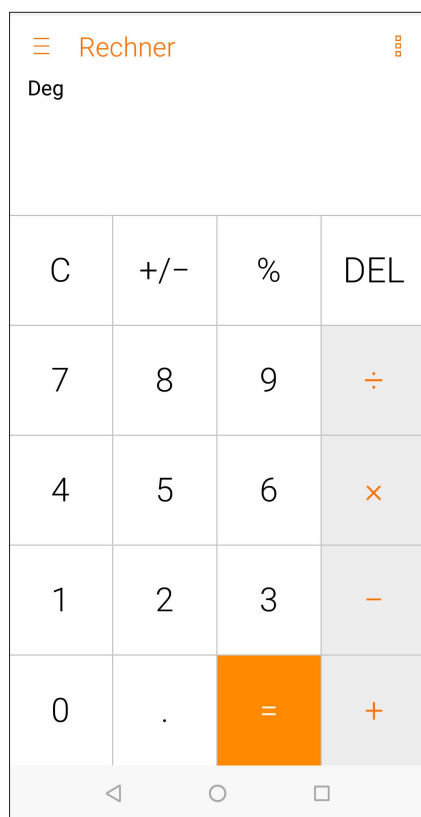 Rechner
Deg
C +/− % DEL
7 8 9 ÷
4 5 6 ×
1 2 3 −
0 . = +